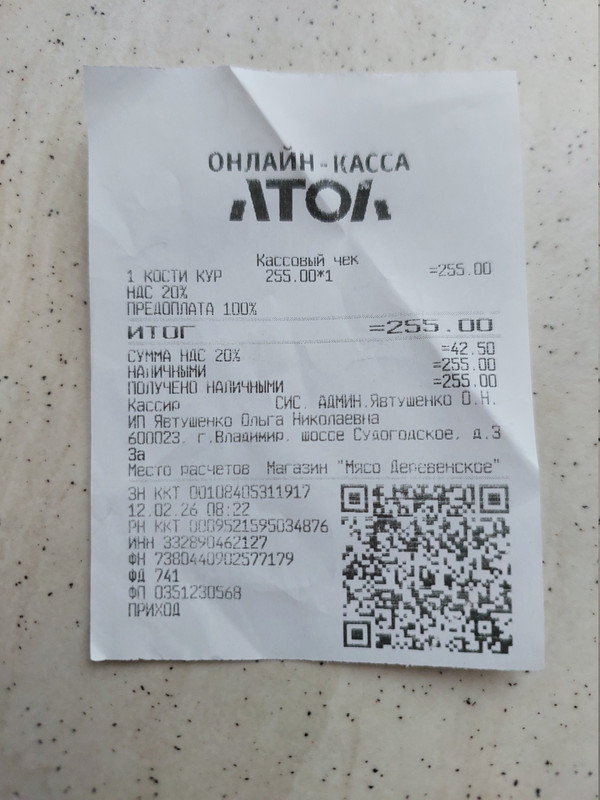 ОНЛАЙН-КАССА
АТОЛ
Кассовый чек
1 КОСТИ КУР 255.00*1 =255.00
НДС 20%
ПРЕДОПЛАТА 100%
ИТОГ =255.00
СУММА НДС 20% =42.50
НАЛИЧНЫМИ =255.00
ПОЛУЧЕНО НАЛИЧНЫМИ =255.00
Кассир СИС. АДМИН.Явтушенко О.Н.
ИП Явтушенко Ольга Николаевна
600023, г.Владимир, шоссе Судогодское, д.3
3а
Место расчетов Магазин "Мясо Деревенское"
ЗН ККТ 00108405311917
12.02.26 08:22
РН ККТ 0009521595034876
ИНН 332890462127
ФН 7380440902577179
ФД 741
ФП 0351230568
ПРИХОД